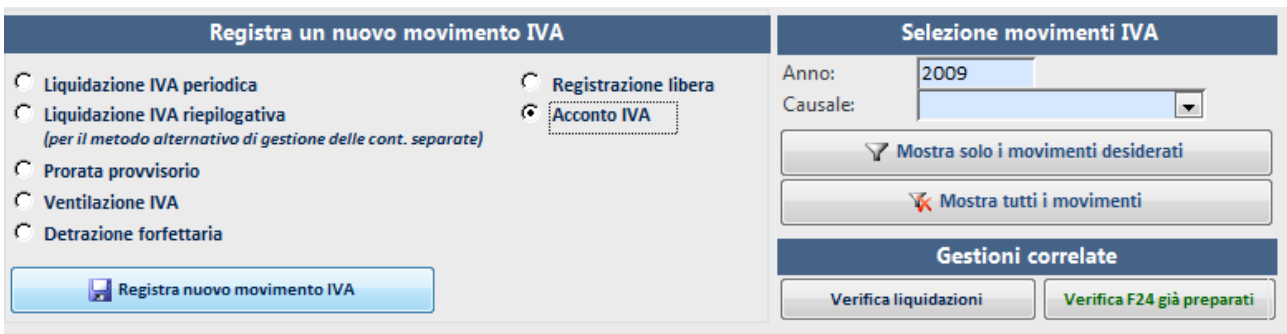 Registra un nuovo movimento IVA
Liquidazione IVA periodica
Liquidazione IVA riepilogativa
(per il metodo alternativo di gestione delle cont. separate)
Prorata provvisorio
Ventilazione IVA
Detrazione forfettaria
Registrazione libera
Acconto IVA
Registra nuovo movimento IVA
Selezione movimenti IVA
Anno: 2009
Causale:
Mostra solo i movimenti desiderati
Mostra tutti i movimenti
Gestioni correlate
Verifica liquidazioni
Verifica F24 già preparati